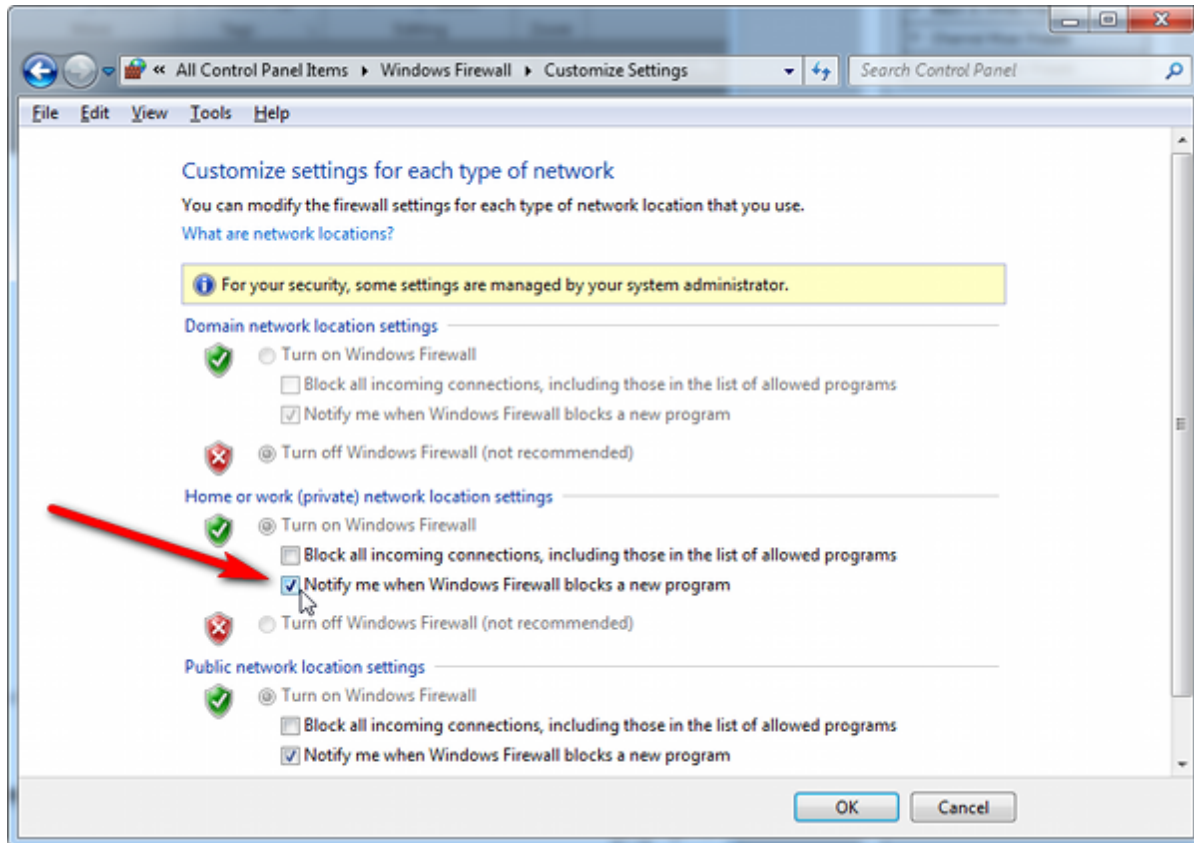 « All Control Panel Items ▸ Windows Firewall ▸ Customize Settings
Search Control Panel
File Edit View Tools Help
Customize settings for each type of network
You can modify the firewall settings for each type of network location that you use.
What are network locations?
For your security, some settings are managed by your system administrator.
Domain network location settings
Turn on Windows Firewall
Block all incoming connections, including those in the list of allowed programs
Notify me when Windows Firewall blocks a new program
Turn off Windows Firewall (not recommended)
Home or work (private) network location settings
Turn on Windows Firewall
Block all incoming connections, including those in the list of allowed programs
Notify me when Windows Firewall blocks a new program
Turn off Windows Firewall (not recommended)
Public network location settings
Turn on Windows Firewall
Block all incoming connections, including those in the list of allowed programs
Notify me when Windows Firewall blocks a new program
OK Cancel